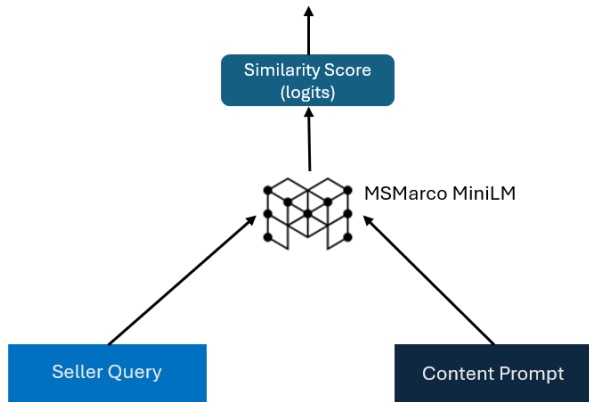 Similarity Score
(logits)
MSMarco MiniLM
Seller Query
Content Prompt